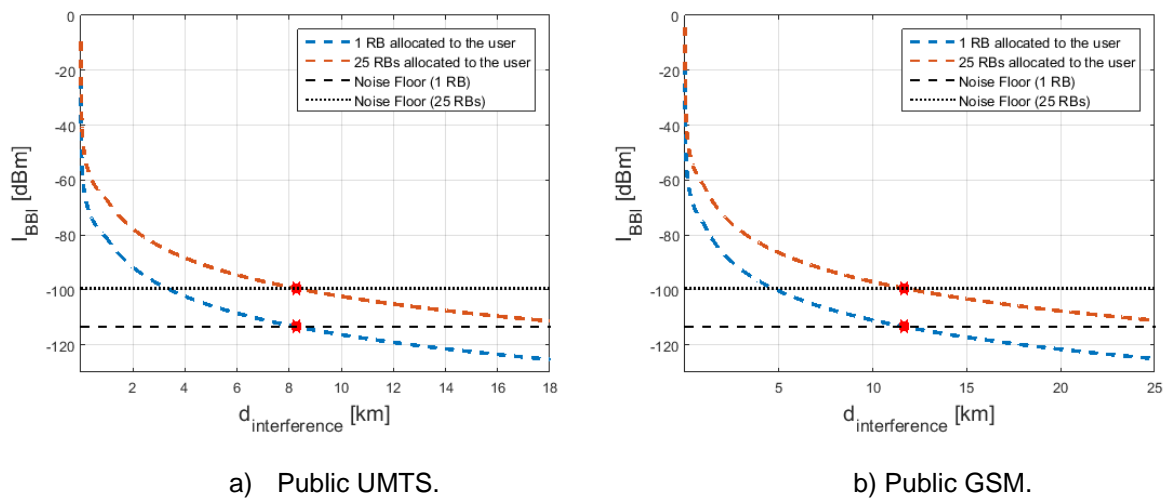 0
-20
-40
-60
-80
-100
-120
I_BBI [dBm]
2 4 6 8 10 12 14 16 18
d_interference [km]
1 RB allocated to the user
25 RBs allocated to the user
Noise Floor (1 RB)
Noise Floor (25 RBs)
a) Public UMTS.
0
-20
-40
-60
-80
-100
-120
I_BBI [dBm]
5 10 15 20 25
d_interference [km]
1 RB allocated to the user
25 RBs allocated to the user
Noise Floor (1 RB)
Noise Floor (25 RBs)
b) Public GSM.